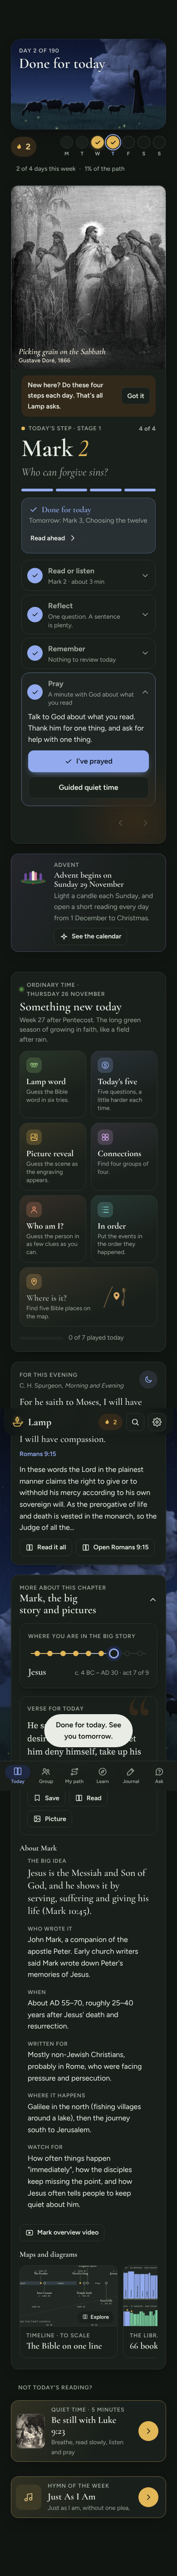 DAY 2 OF 190
Done for today
2
M T W T F S S
2 of 4 days this week · 1% of the path
Picking grain on the Sabbath
Gustave Doré, 1866
New here? Do these four
steps each day. That's all
Lamp asks.
Got it
TODAY'S STEP · STAGE 1
4 of 4
Mark 2
Who can forgive sins?
Done for today
Tomorrow: Mark 3, Choosing the twelve
Read ahead
Read or listen
Mark 2 · about 3 min
Reflect
One question. A sentence
is plenty.
Remember
Nothing to review today
Pray
A minute with God about what
you read
Talk to God about what you read.
Thank him for one thing, and ask for
help with one thing.
I've prayed
Guided quiet time
ADVENT
Advent begins on
Sunday 29 November
Light a candle each Sunday, and
open a short reading every day
from 1 December to Christmas.
See the calendar
ORDINARY TIME ·
THURSDAY 26 NOVEMBER
Something new today
Week 27 after Pentecost. The long green
season of growing in faith, like a field
after rain.
Lamp word
Guess the Bible
word in six tries.
Today's five
Five questions, a
little harder each
time.
Picture reveal
Guess the scene as
the engraving
appears.
Connections
Find four groups of
four.
Who am I?
Guess the person in
as few clues as you
can.
In order
Put the events in
the order they
happened.
Where is it?
Find five Bible places on
the map.
0 of 7 played today
FOR THIS EVENING
C. H. Spurgeon, Morning and Evening
For he saith to Moses, I will have
Lamp
2
I will have compassion.
Romans 9:15
In these words the Lord in the plainest
manner claims the right to give or to
withhold his mercy according to his own
sovereign will. As the prerogative of life
and death is vested in the monarch, so the
Judge of all the...
Read it all
Open Romans 9:15
MORE ABOUT THIS CHAPTER
Mark, the big
story and pictures
WHERE YOU ARE IN THE BIG STORY
Jesus
c. 4 BC – AD 30 · act 7 of 9
VERSE FOR TODAY
Done for today. See
you tomorrow.
him deny himself, take up his
Today
Group
My path
Learn
Journal
Ask
Save
Read
Picture
About Mark
THE BIG IDEA
Jesus is the Messiah and Son of
God, and he shows it by
serving, suffering and giving his
life (Mark 10:45).
WHO WROTE IT
John Mark, a companion of the
apostle Peter. Early church writers
said Mark wrote down Peter's
memories of Jesus.
WHEN
About AD 55–70, roughly 25–40
years after Jesus' death and
resurrection.
WRITTEN FOR
Mostly non-Jewish Christians,
probably in Rome, who were facing
pressure and persecution.
WHERE IT HAPPENS
Galilee in the north (fishing villages
around a lake), then the journey
south to Jerusalem.
WATCH FOR
How often things happen
"immediately", how the disciples
keep missing the point, and how
Jesus often tells people to keep
quiet about him.
Mark overview video
Maps and diagrams
Explore
TIMELINE · TO SCALE
The Bible on one line
THE LIBR
66 book
NOT TODAY'S READING?
QUIET TIME · 5 MINUTES
Be still with Luke
9:23
Breathe, read slowly, listen
and pray
HYMN OF THE WEEK
Just As I Am
Just as I am, without one plea,